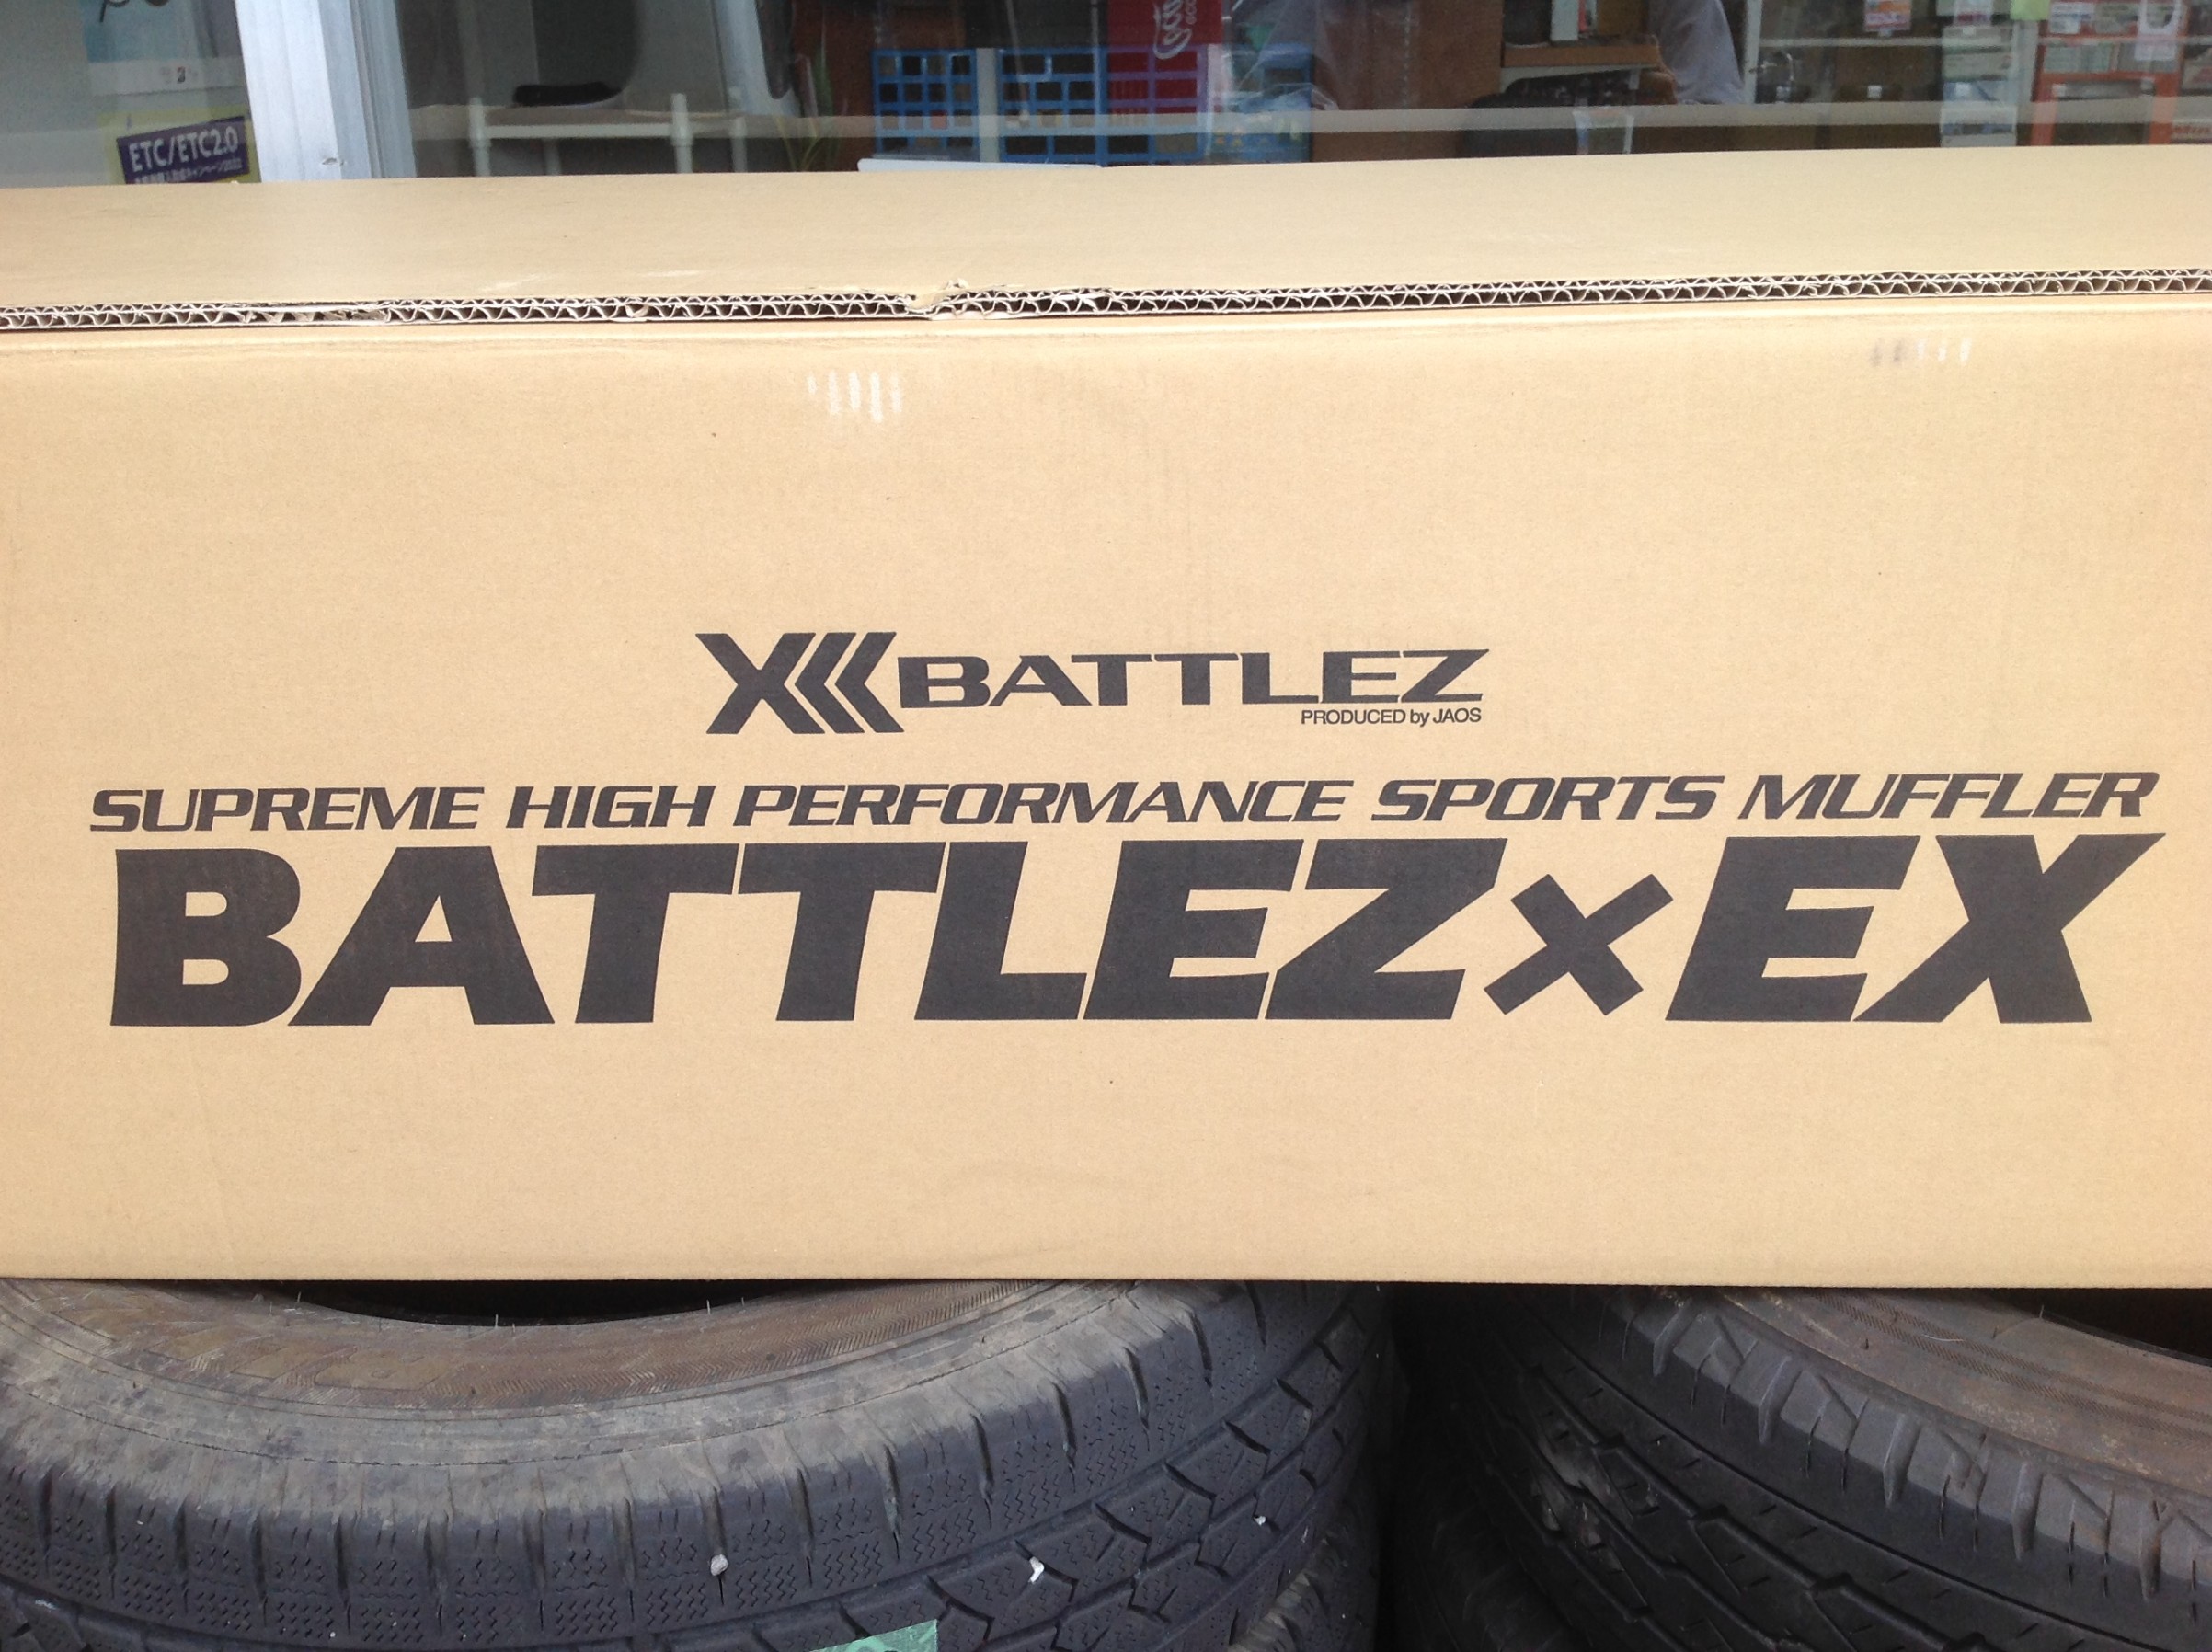 ETC/ETC2.0
BATTLEZ
PRODUCED by JAOS
SUPREME HIGH PERFORMANCE SPORTS MUFFLER
BATTLEZ×EX